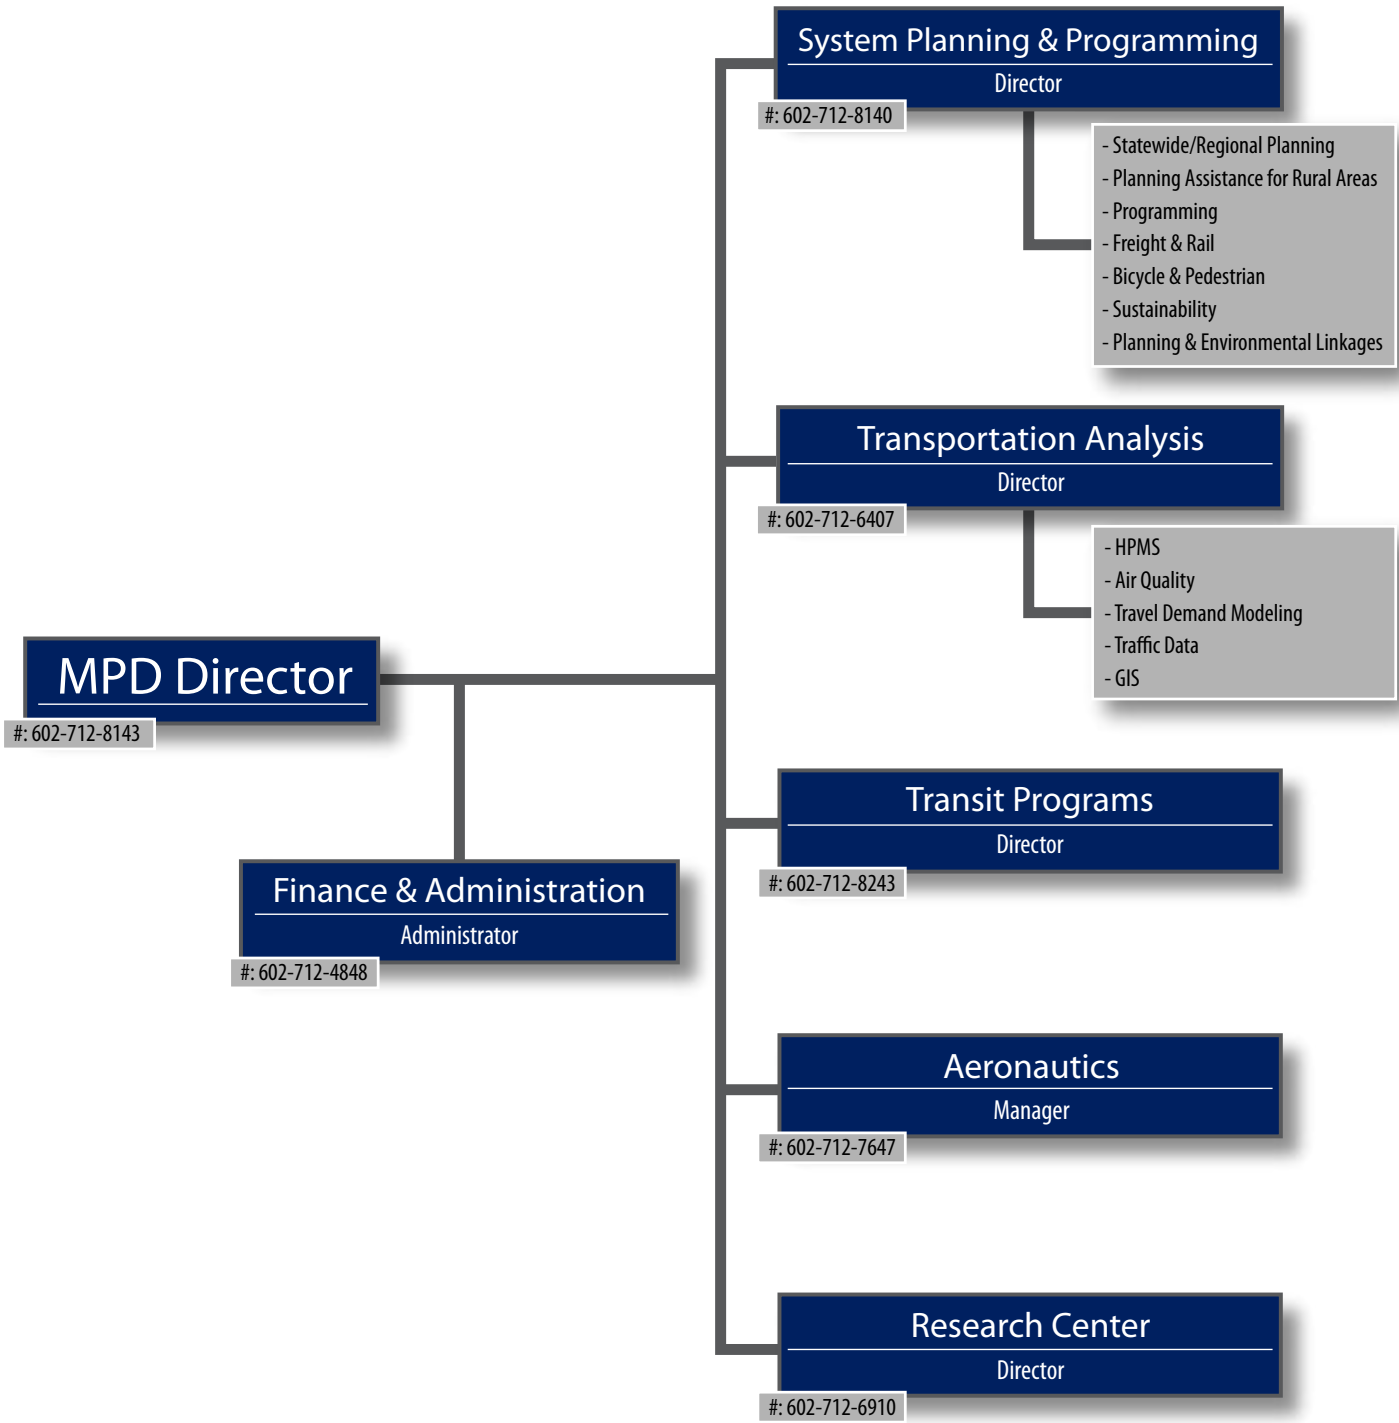 System Planning & Programming
Director
#: 602-712-8140
- Statewide/Regional Planning
- Planning Assistance for Rural Areas
- Programming
- Freight & Rail
- Bicycle & Pedestrian
- Sustainability
- Planning & Environmental Linkages
Transportation Analysis
Director
#: 602-712-6407
- HPMS
- Air Quality
- Travel Demand Modeling
- Traffic Data
- GIS
MPD Director
#: 602-712-8143
Transit Programs
Director
#: 602-712-8243
Finance & Administration
Administrator
#: 602-712-4848
Aeronautics
Manager
#: 602-712-7647
Research Center
Director
#: 602-712-6910